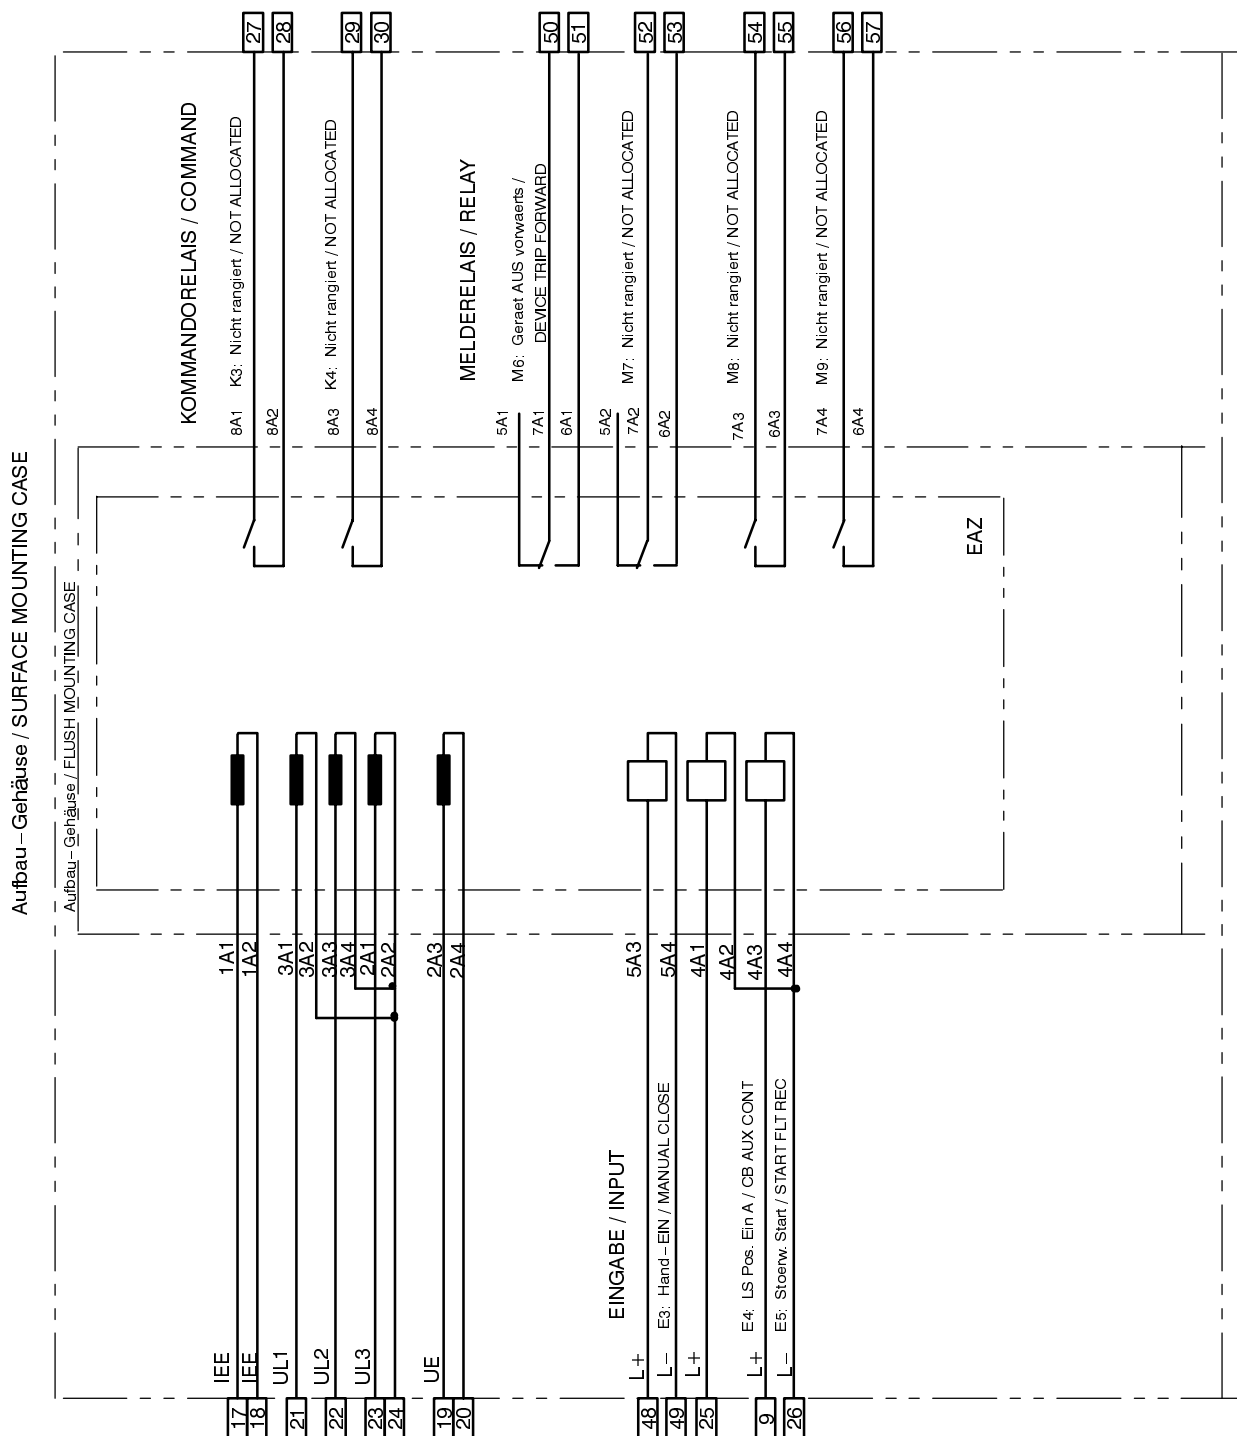 Aufbau-Gehäuse / SURFACE MOUNTING CASE
Aufbau-Gehäuse / FLUSH MOUNTING CASE
27
28
29
30
50
51
52
53
54
55
56
57
KOMMANDORELAIS / COMMAND
8A1 K3: Nicht rangiert / NOT ALLOCATED
8A2
8A3 K4: Nicht rangiert / NOT ALLOCATED
8A4
MELDERELAIS / RELAY
5A1
M6: Geraet AUS vorwaerts /
DEVICE TRIP FORWARD
7A1
6A1
5A2
7A2
M7: Nicht rangiert / NOT ALLOCATED
6A2
7A3
M8: Nicht rangiert / NOT ALLOCATED
6A3
7A4
M9: Nicht rangiert / NOT ALLOCATED
6A4
EAZ
1A1
1A2
3A1
3A2
3A3
3A4
2A1
2A2
2A3
2A4
5A3
5A4
4A1
4A2
4A3
4A4
EINGABE / INPUT
E3: Hand-EIN / MANUAL CLOSE
E4: LS Pos. Ein A / CB AUX CONT
E5: Stoerw. Start / START FLT REC
IEE
IEE
UL1
UL2
UL3
UE
L+
L-
L+
L+
L-
17
18
21
22
23
24
19
20
48
49
25
9
26